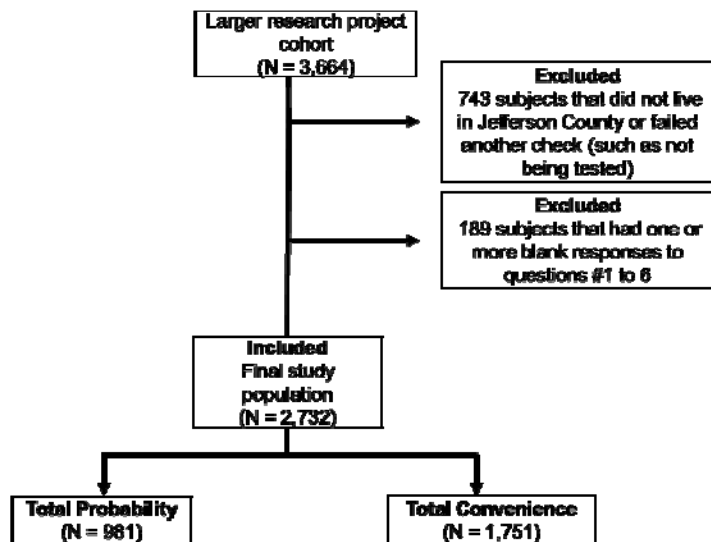 Larger research project
cohort
(N = 3,664)
Excluded
743 subjects that did not live
in Jefferson County or failed
another check (such as not
being tested)
Excluded
189 subjects that had one or
more blank responses to
questions #1 to 6
Included
Final study
population
(N = 2,732)
Total Probability
(N = 981)
Total Convenience
(N = 1,751)